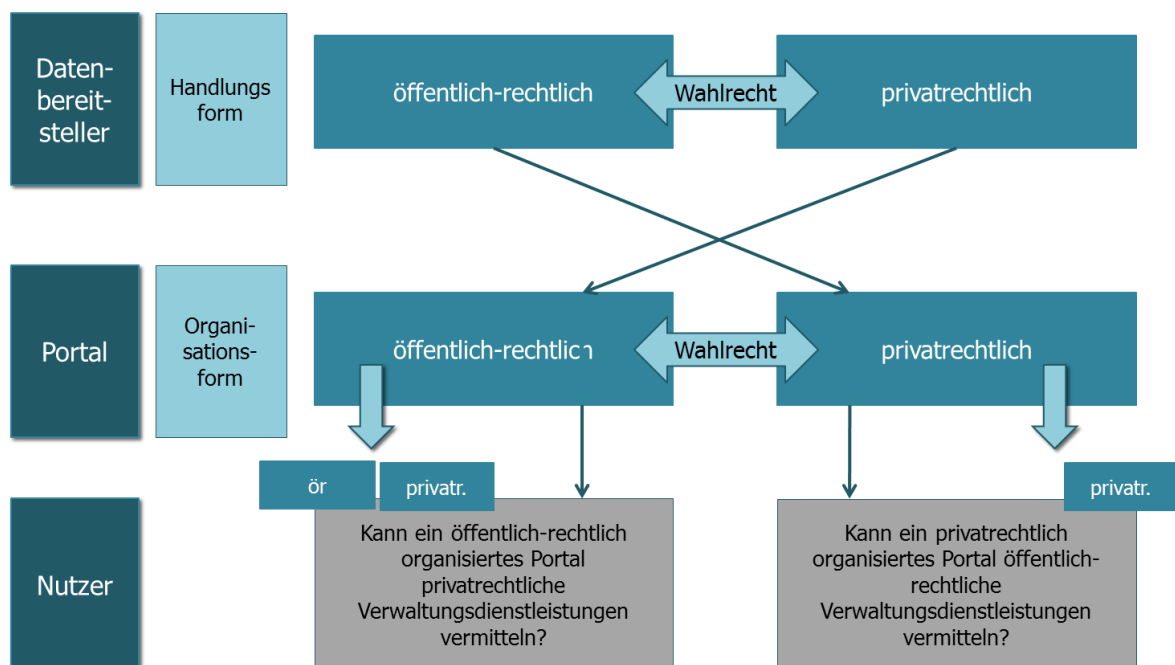 Daten-
bereit-
steller
Handlungs
form
öffentlich-rechtlich
Wahlrecht
privatrechtlich
Portal
Organi-
sations-
form
öffentlich-rechtlich
Wahlrecht
privatrechtlich
ör
privatr.
privatr.
Nutzer
Kann ein öffentlich-rechtlich
organisiertes Portal
privatrechtliche
Verwaltungsdienstleistungen
vermitteln?
Kann ein privatrechtlich
organisiertes Portal öffentlich-
rechtliche
Verwaltungsdienstleistungen
vermitteln?